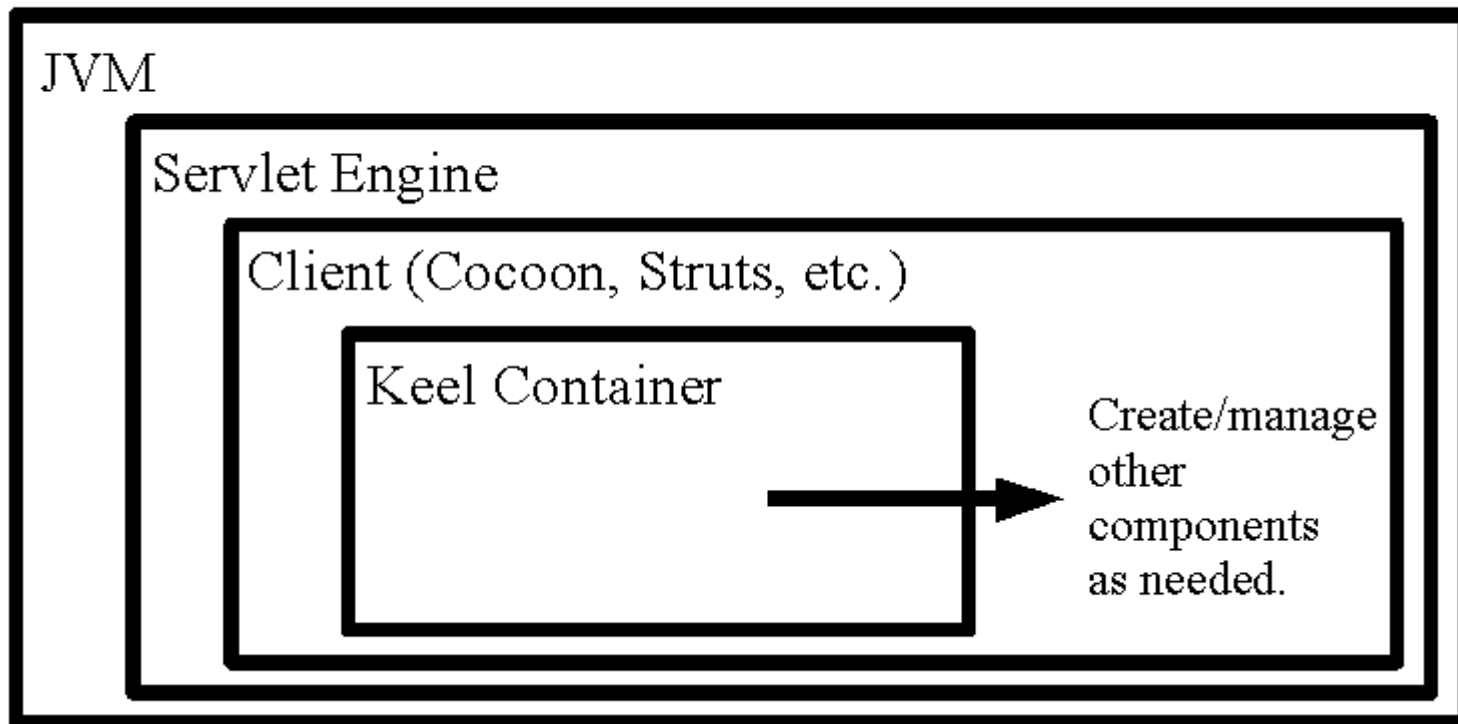 JVM
Servlet Engine
Client (Cocoon, Struts, etc.)
Keel Container
Create/manage
other
components
as needed.